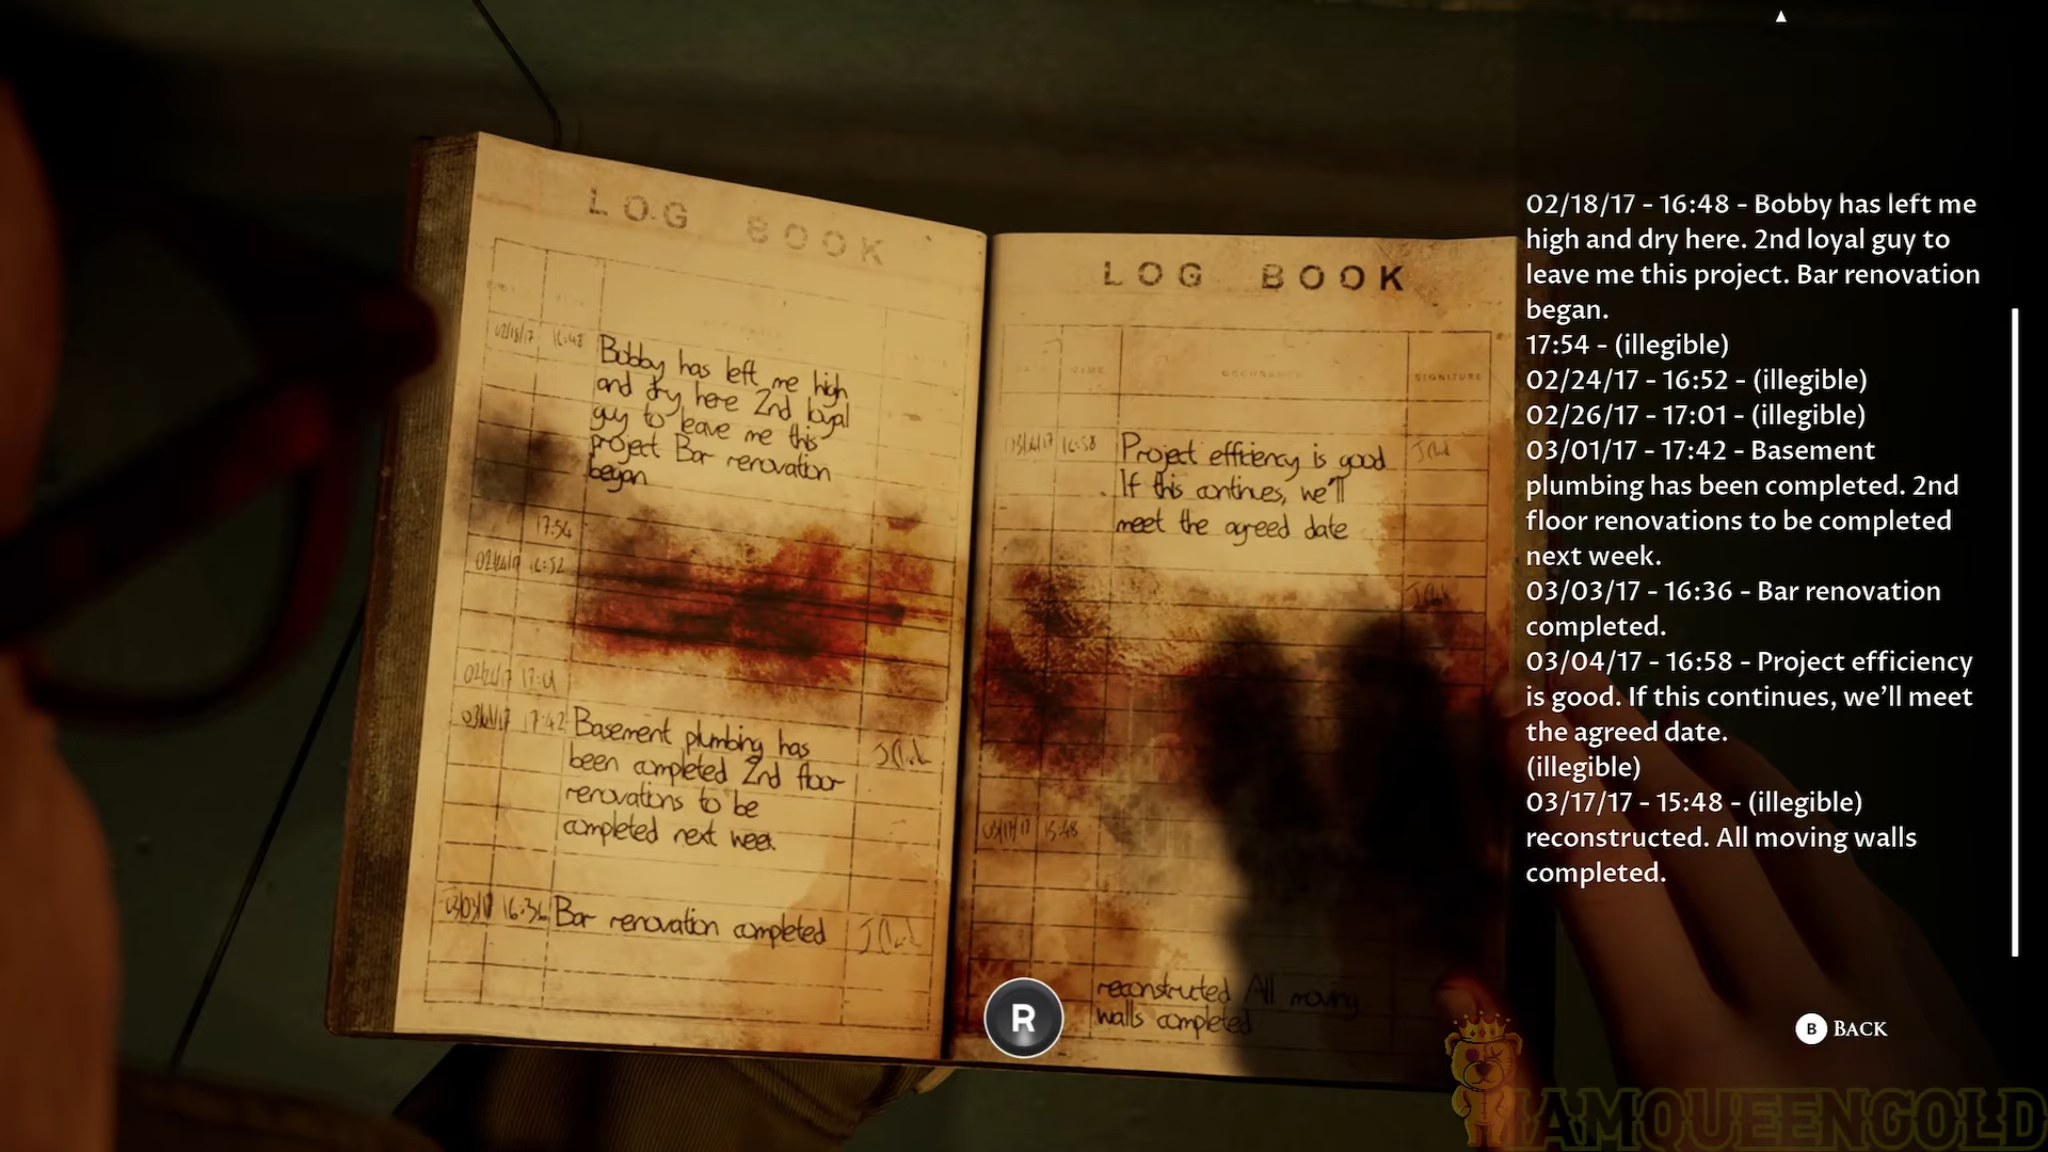 LOG BOOK
02/18/17 16:48 Bobby has left me high
and dry here 2nd loyal
guy to leave me this
project Bar renovation
began
17:54
02/24/17 16:52
17:01
03/01/17 17:42 Basement plumbing has
been completed 2nd floor
renovations to be
completed next week
03/03/17 16:36 Bar renovation completed
LOG BOOK
DATE TIME OCCURANCE SIGNITURE
03/04/17 16:58 Project efficiency is good
If this continues, we'll
meet the agreed date
03/17/17 15:48
reconstructed All moving
walls completed
R
02/18/17 - 16:48 - Bobby has left me
high and dry here. 2nd loyal guy to
leave me this project. Bar renovation
began.
17:54 - (illegible)
02/24/17 - 16:52 - (illegible)
02/26/17 - 17:01 - (illegible)
03/01/17 - 17:42 - Basement
plumbing has been completed. 2nd
floor renovations to be completed
next week.
03/03/17 - 16:36 - Bar renovation
completed.
03/04/17 - 16:58 - Project efficiency
is good. If this continues, we'll meet
the agreed date.
(illegible)
03/17/17 - 15:48 - (illegible)
reconstructed. All moving walls
completed.
B BACK
IAMQUEENGOLD